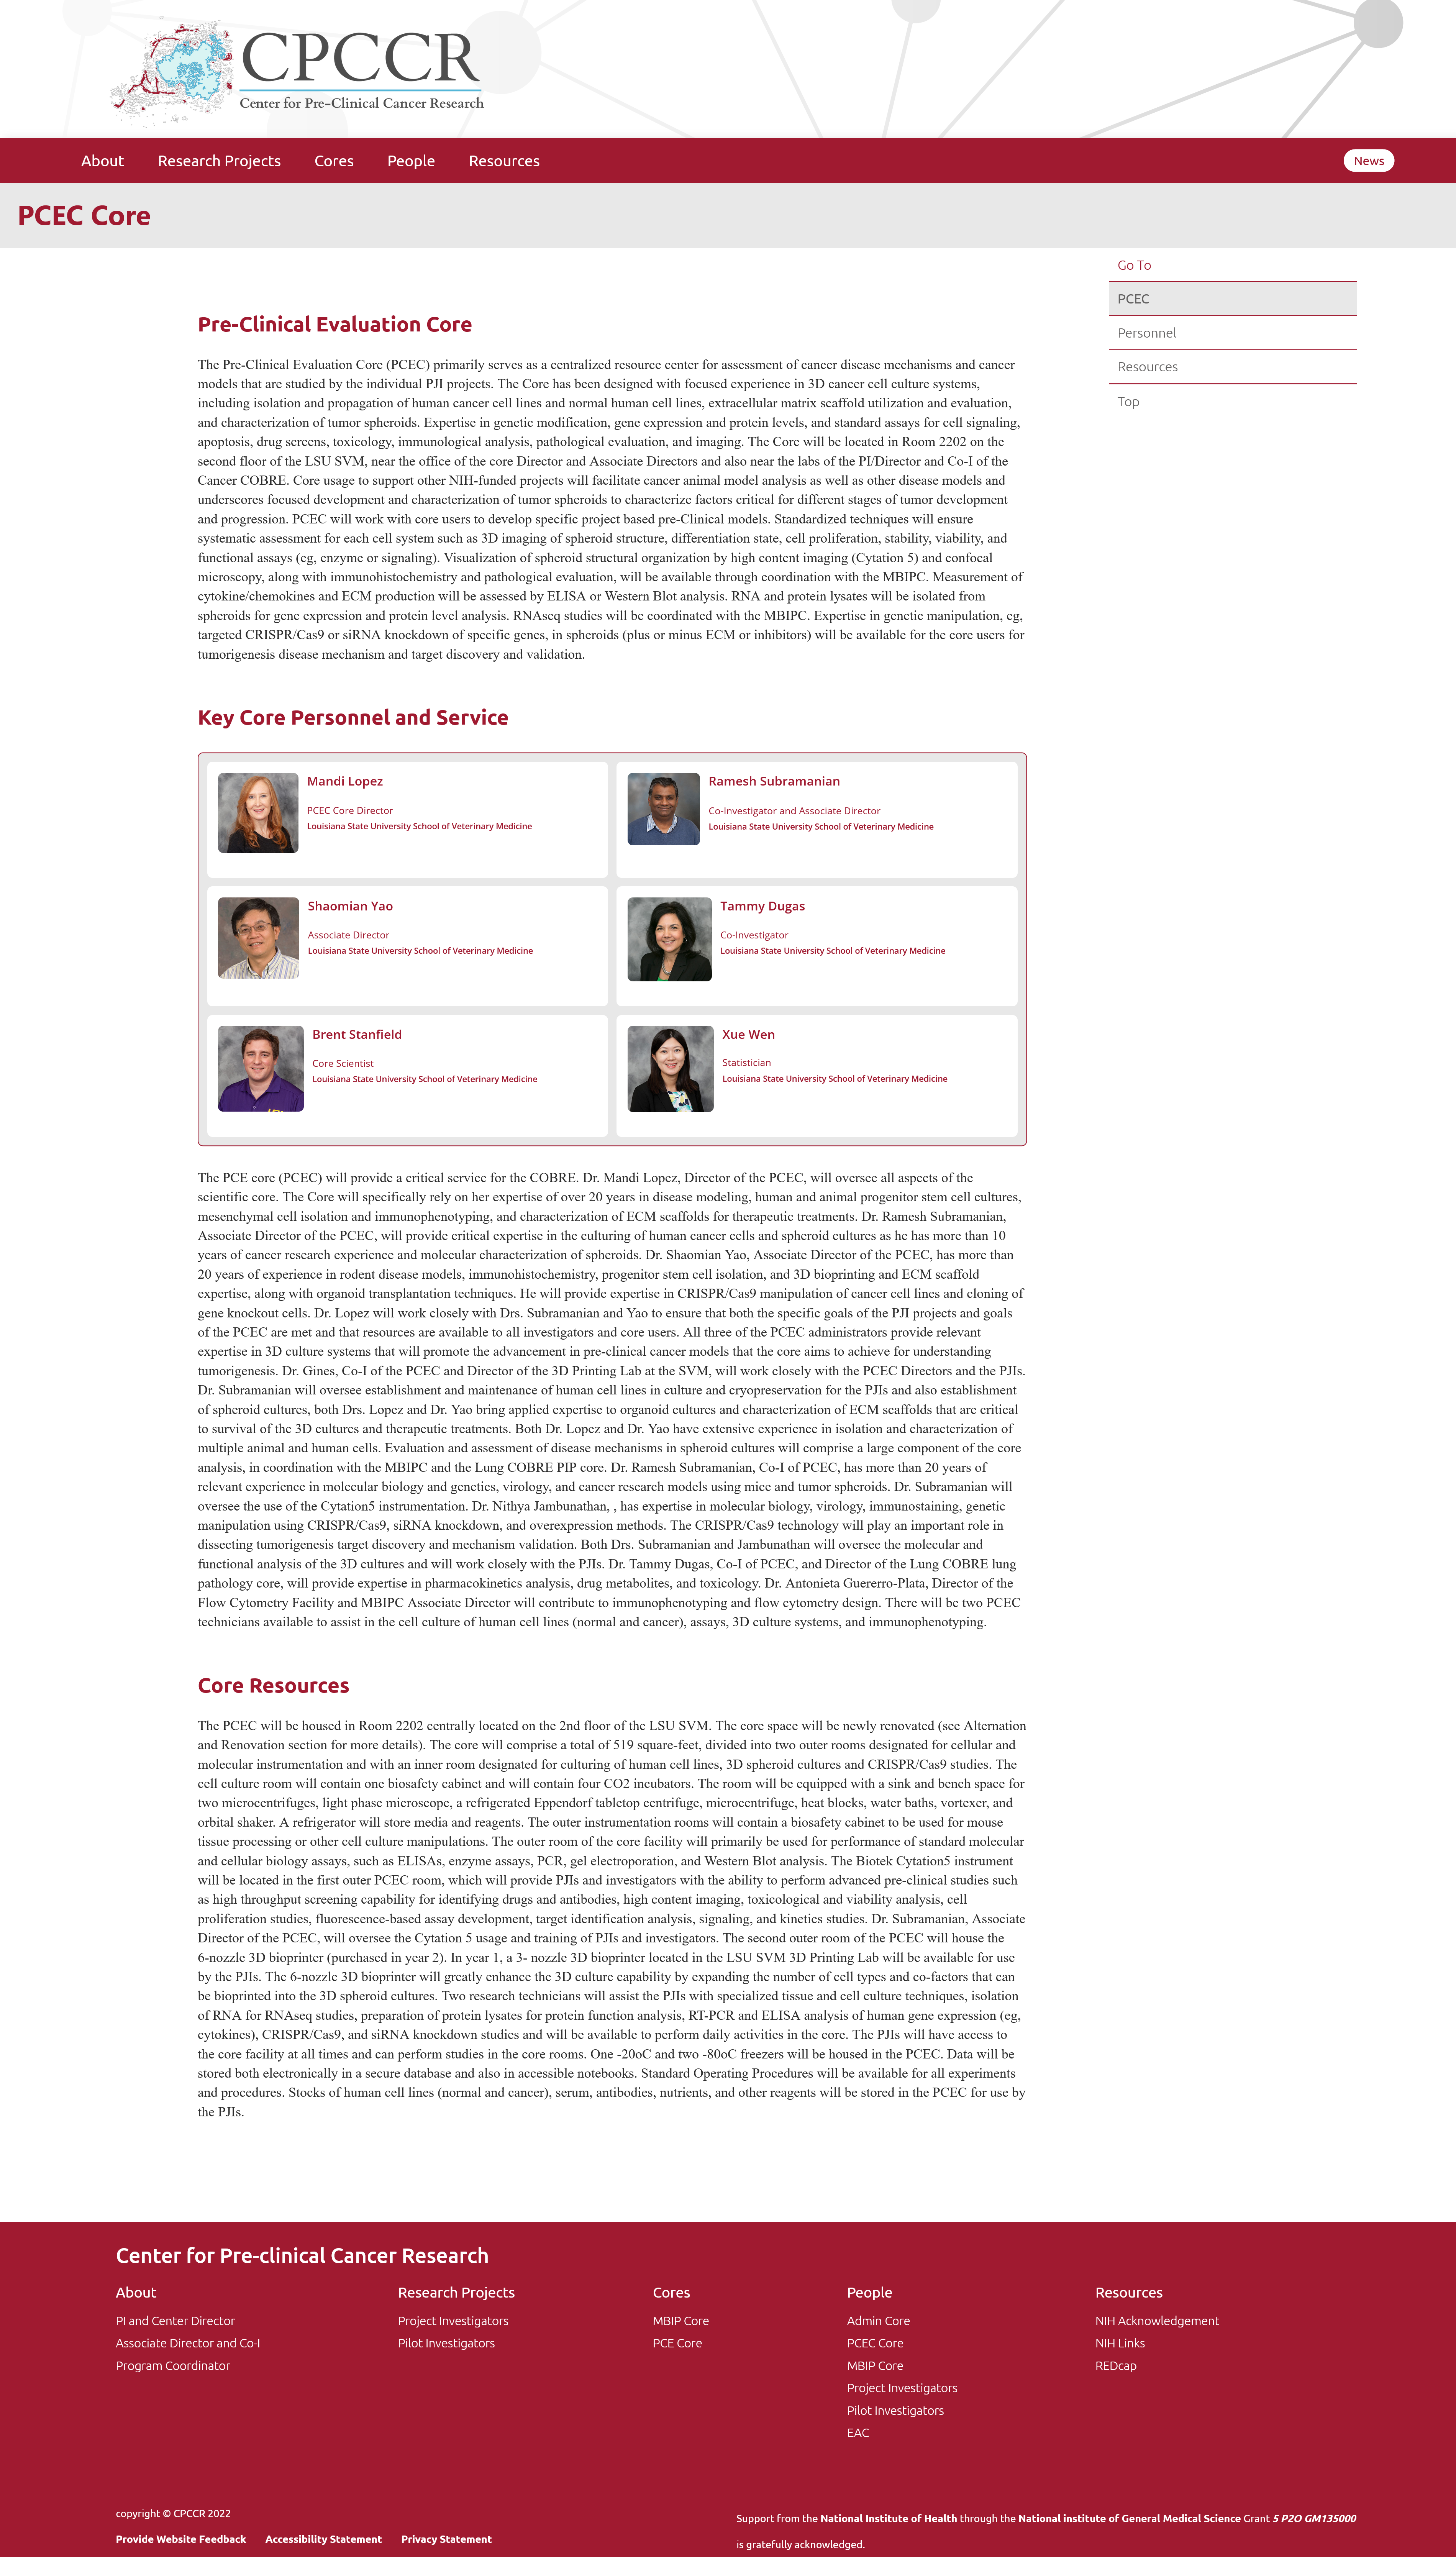 CPCCR
Center for Pre-Clinical Cancer Research
About Research Projects Cores People Resources News
PCEC Core
Go To
PCEC
Personnel
Resources
Top
Pre-Clinical Evaluation Core
The Pre-Clinical Evaluation Core (PCEC) primarily serves as a centralized resource center for assessment of cancer disease mechanisms and cancer
models that are studied by the individual PJI projects. The Core has been designed with focused experience in 3D cancer cell culture systems,
including isolation and propagation of human cancer cell lines and normal human cell lines, extracellular matrix scaffold utilization and evaluation,
and characterization of tumor spheroids. Expertise in genetic modification, gene expression and protein levels, and standard assays for cell signaling,
apoptosis, drug screens, toxicology, immunological analysis, pathological evaluation, and imaging. The Core will be located in Room 2202 on the
second floor of the LSU SVM, near the office of the core Director and Associate Directors and also near the labs of the PI/Director and Co-I of the
Cancer COBRE. Core usage to support other NIH-funded projects will facilitate cancer animal model analysis as well as other disease models and
underscores focused development and characterization of tumor spheroids to characterize factors critical for different stages of tumor development
and progression. PCEC will work with core users to develop specific project based pre-Clinical models. Standardized techniques will ensure
systematic assessment for each cell system such as 3D imaging of spheroid structure, differentiation state, cell proliferation, stability, viability, and
functional assays (eg, enzyme or signaling). Visualization of spheroid structural organization by high content imaging (Cytation 5) and confocal
microscopy, along with immunohistochemistry and pathological evaluation, will be available through coordination with the MBIPC. Measurement of
cytokine/chemokines and ECM production will be assessed by ELISA or Western Blot analysis. RNA and protein lysates will be isolated from
spheroids for gene expression and protein level analysis. RNAseq studies will be coordinated with the MBIPC. Expertise in genetic manipulation, eg,
targeted CRISPR/Cas9 or siRNA knockdown of specific genes, in spheroids (plus or minus ECM or inhibitors) will be available for the core users for
tumorigenesis disease mechanism and target discovery and validation.
Key Core Personnel and Service
Mandi Lopez
PCEC Core Director
Louisiana State University School of Veterinary Medicine
Ramesh Subramanian
Co-Investigator and Associate Director
Louisiana State University School of Veterinary Medicine
Shaomian Yao
Associate Director
Louisiana State University School of Veterinary Medicine
Tammy Dugas
Co-Investigator
Louisiana State University School of Veterinary Medicine
Brent Stanfield
Core Scientist
Louisiana State University School of Veterinary Medicine
Xue Wen
Statistician
Louisiana State University School of Veterinary Medicine
The PCE core (PCEC) will provide a critical service for the COBRE. Dr. Mandi Lopez, Director of the PCEC, will oversee all aspects of the
scientific core. The Core will specifically rely on her expertise of over 20 years in disease modeling, human and animal progenitor stem cell cultures,
mesenchymal cell isolation and immunophenotyping, and characterization of ECM scaffolds for therapeutic treatments. Dr. Ramesh Subramanian,
Associate Director of the PCEC, will provide critical expertise in the culturing of human cancer cells and spheroid cultures as he has more than 10
years of cancer research experience and molecular characterization of spheroids. Dr. Shaomian Yao, Associate Director of the PCEC, has more than
20 years of experience in rodent disease models, immunohistochemistry, progenitor stem cell isolation, and 3D bioprinting and ECM scaffold
expertise, along with organoid transplantation techniques. He will provide expertise in CRISPR/Cas9 manipulation of cancer cell lines and cloning of
gene knockout cells. Dr. Lopez will work closely with Drs. Subramanian and Yao to ensure that both the specific goals of the PJI projects and goals
of the PCEC are met and that resources are available to all investigators and core users. All three of the PCEC administrators provide relevant
expertise in 3D culture systems that will promote the advancement in pre-clinical cancer models that the core aims to achieve for understanding
tumorigenesis. Dr. Gines, Co-I of the PCEC and Director of the 3D Printing Lab at the SVM, will work closely with the PCEC Directors and the PJIs.
Dr. Subramanian will oversee establishment and maintenance of human cell lines in culture and cryopreservation for the PJIs and also establishment
of spheroid cultures, both Drs. Lopez and Dr. Yao bring applied expertise to organoid cultures and characterization of ECM scaffolds that are critical
to survival of the 3D cultures and therapeutic treatments. Both Dr. Lopez and Dr. Yao have extensive experience in isolation and characterization of
multiple animal and human cells. Evaluation and assessment of disease mechanisms in spheroid cultures will comprise a large component of the core
analysis, in coordination with the MBIPC and the Lung COBRE PIP core. Dr. Ramesh Subramanian, Co-I of PCEC, has more than 20 years of
relevant experience in molecular biology and genetics, virology, and cancer research models using mice and tumor spheroids. Dr. Subramanian will
oversee the use of the Cytation5 instrumentation. Dr. Nithya Jambunathan, , has expertise in molecular biology, virology, immunostaining, genetic
manipulation using CRISPR/Cas9, siRNA knockdown, and overexpression methods. The CRISPR/Cas9 technology will play an important role in
dissecting tumorigenesis target discovery and mechanism validation. Both Drs. Subramanian and Jambunathan will oversee the molecular and
functional analysis of the 3D cultures and will work closely with the PJIs. Dr. Tammy Dugas, Co-I of PCEC, and Director of the Lung COBRE lung
pathology core, will provide expertise in pharmacokinetics analysis, drug metabolites, and toxicology. Dr. Antonieta Guererro-Plata, Director of the
Flow Cytometry Facility and MBIPC Associate Director will contribute to immunophenotyping and flow cytometry design. There will be two PCEC
technicians available to assist in the cell culture of human cell lines (normal and cancer), assays, 3D culture systems, and immunophenotyping.
Core Resources
The PCEC will be housed in Room 2202 centrally located on the 2nd floor of the LSU SVM. The core space will be newly renovated (see Alternation
and Renovation section for more details). The core will comprise a total of 519 square-feet, divided into two outer rooms designated for cellular and
molecular instrumentation and with an inner room designated for culturing of human cell lines, 3D spheroid cultures and CRISPR/Cas9 studies. The
cell culture room will contain one biosafety cabinet and will contain four CO2 incubators. The room will be equipped with a sink and bench space for
two microcentrifuges, light phase microscope, a refrigerated Eppendorf tabletop centrifuge, microcentrifuge, heat blocks, water baths, vortexer, and
orbital shaker. A refrigerator will store media and reagents. The outer instrumentation rooms will contain a biosafety cabinet to be used for mouse
tissue processing or other cell culture manipulations. The outer room of the core facility will primarily be used for performance of standard molecular
and cellular biology assays, such as ELISAs, enzyme assays, PCR, gel electroporation, and Western Blot analysis. The Biotek Cytation5 instrument
will be located in the first outer PCEC room, which will provide PJIs and investigators with the ability to perform advanced pre-clinical studies such
as high throughput screening capability for identifying drugs and antibodies, high content imaging, toxicological and viability analysis, cell
proliferation studies, fluorescence-based assay development, target identification analysis, signaling, and kinetics studies. Dr. Subramanian, Associate
Director of the PCEC, will oversee the Cytation 5 usage and training of PJIs and investigators. The second outer room of the PCEC will house the
6-nozzle 3D bioprinter (purchased in year 2). In year 1, a 3- nozzle 3D bioprinter located in the LSU SVM 3D Printing Lab will be available for use
by the PJIs. The 6-nozzle 3D bioprinter will greatly enhance the 3D culture capability by expanding the number of cell types and co-factors that can
be bioprinted into the 3D spheroid cultures. Two research technicians will assist the PJIs with specialized tissue and cell culture techniques, isolation
of RNA for RNAseq studies, preparation of protein lysates for protein function analysis, RT-PCR and ELISA analysis of human gene expression (eg,
cytokines), CRISPR/Cas9, and siRNA knockdown studies and will be available to perform daily activities in the core. The PJIs will have access to
the core facility at all times and can perform studies in the core rooms. One -20oC and two -80oC freezers will be housed in the PCEC. Data will be
stored both electronically in a secure database and also in accessible notebooks. Standard Operating Procedures will be available for all experiments
and procedures. Stocks of human cell lines (normal and cancer), serum, antibodies, nutrients, and other reagents will be stored in the PCEC for use by
the PJIs.
Center for Pre-clinical Cancer Research
About
PI and Center Director
Associate Director and Co-I
Program Coordinator
Research Projects
Project Investigators
Pilot Investigators
Cores
MBIP Core
PCE Core
People
Admin Core
PCEC Core
MBIP Core
Project Investigators
Pilot Investigators
EAC
Resources
NIH Acknowledgement
NIH Links
REDcap
copyright © CPCCR 2022
Provide Website Feedback Accessibility Statement Privacy Statement
Support from the National Institute of Health through the National institute of General Medical Science Grant 5 P2O GM135000
is gratefully acknowledged.